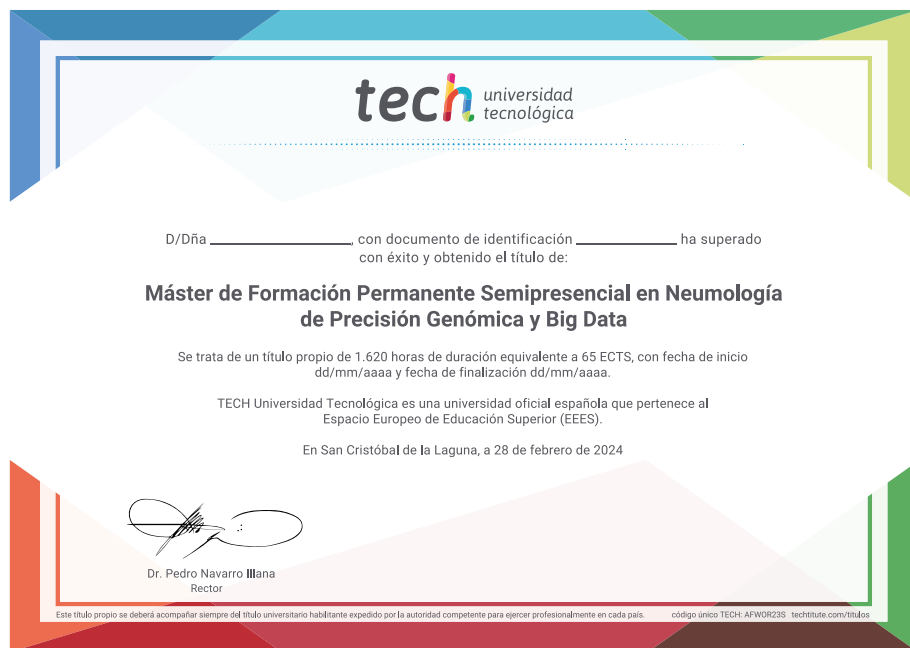 tech universidad
tecnológica
D/Dña ____________________, con documento de identificación ______________ ha superado
con éxito y obtenido el título de:
Máster de Formación Permanente Semipresencial en Neumología
de Precisión Genómica y Big Data
Se trata de un título propio de 1.620 horas de duración equivalente a 65 ECTS, con fecha de inicio
dd/mm/aaaa y fecha de finalización dd/mm/aaaa.
TECH Universidad Tecnológica es una universidad oficial española que pertenece al
Espacio Europeo de Educación Superior (EEES).
En San Cristóbal de la Laguna, a 28 de febrero de 2024
Dr. Pedro Navarro Illana
Rector
Este título propio se deberá acompañar siempre del título universitario habilitante expedido por la autoridad competente para ejercer profesionalmente en cada país. código único TECH: AFWOR23S techtitute.com/titulos